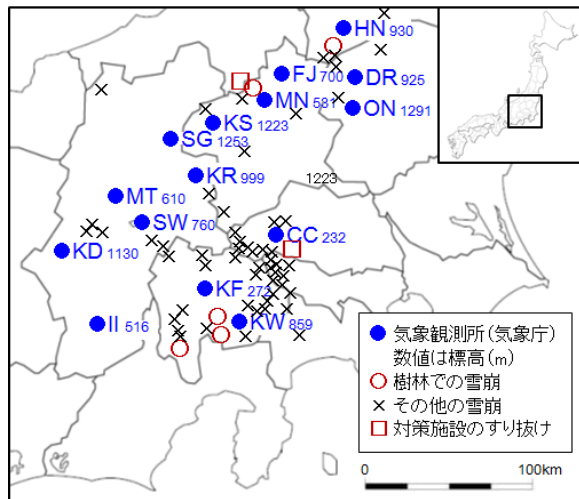 HN 930
FJ 700
DR 925
MN 581
ON 1291
KS 1223
SG 1253
KR 999
1223
MT 610
SW 760
CC 232
KD 1130
KF 273
II 516
KW 859
気象観測所(気象庁)
数値は標高(m)
樹林での雪崩
その他の雪崩
対策施設のすり抜け
0 100km